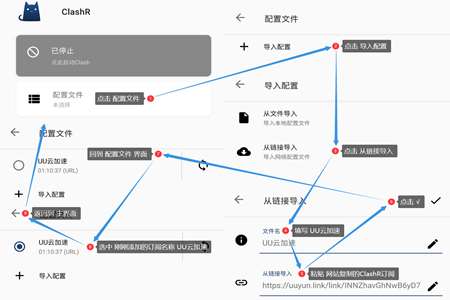 ClashR
已停止
点此启动Clash
配置文件
未选择
点击 配置文件
配置文件
导入配置
点击 导入配置
导入配置
从文件导入
导入本地配置文件
从链接导入
导入网络配置文件
点击 从链接导入
配置文件
回到 配置文件 界面
UU云加速
01:10:37 (URL)
导入配置
返回到 主界面
UU云加速
01:10:37 (URL)
选中 刚刚添加的订阅名称 UU云加速
导入配置
从链接导入
点击 √
文件名
填写 UU云加速
UU云加速
从链接导入
粘贴 网站复制的ClashR订阅
https://uuyun.link/link/INNZhavGhNwB6yD7